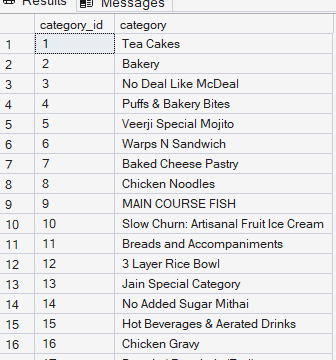 Results Messages
category_id category
1 1 Tea Cakes
2 2 Bakery
3 3 No Deal Like McDeal
4 4 Puffs & Bakery Bites
5 5 Veerji Special Mojito
6 6 Warps N Sandwich
7 7 Baked Cheese Pastry
8 8 Chicken Noodles
9 9 MAIN COURSE FISH
10 10 Slow Churn: Artisanal Fruit Ice Cream
11 11 Breads and Accompaniments
12 12 3 Layer Rice Bowl
13 13 Jain Special Category
14 14 No Added Sugar Mithai
15 15 Hot Beverages & Aerated Drinks
16 16 Chicken Gravy